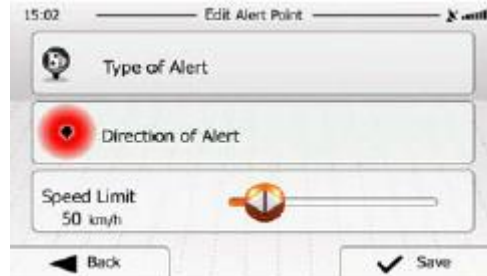 15:02 Edit Alert Point
Type of Alert
Direction of Alert
Speed Limit
50 km/h
Back Save